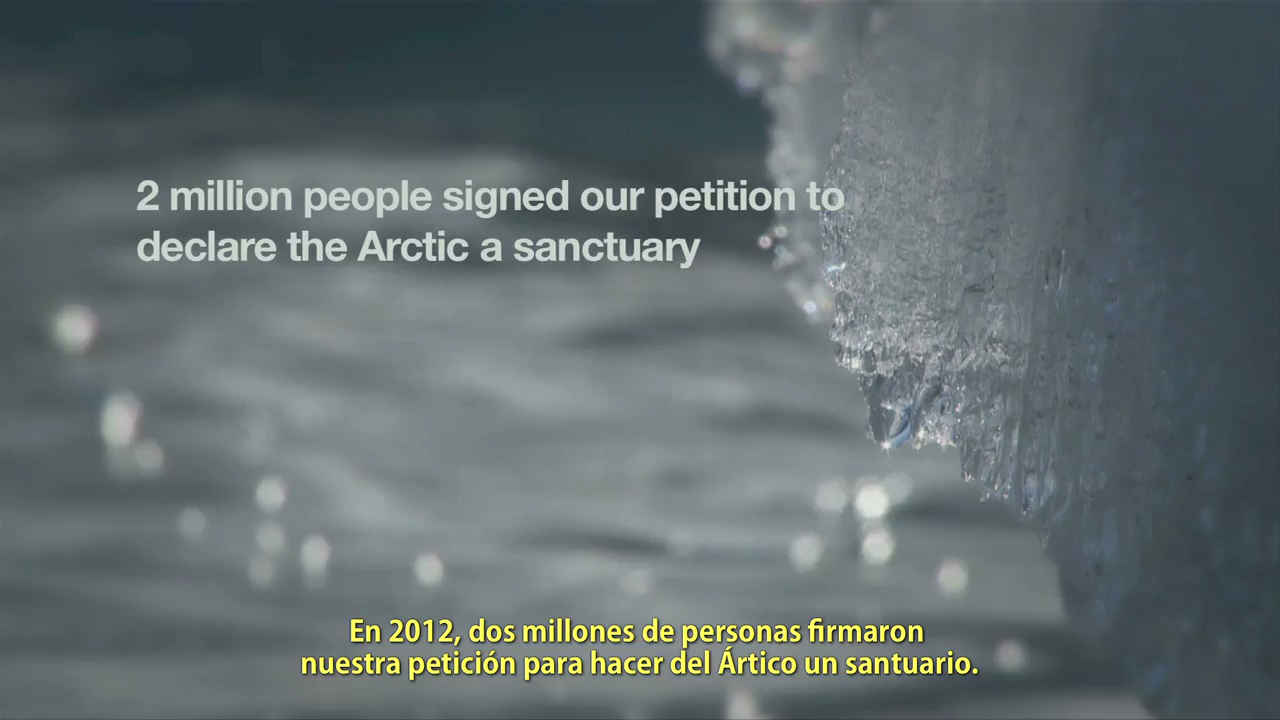 2 million people signed our petition to
declare the Arctic a sanctuary
En 2012, dos millones de personas firmaron
nuestra petición para hacer del Ártico un santuario.